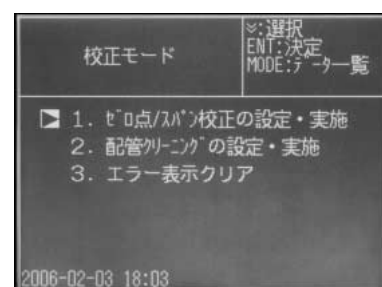 校正モード
≫:選択
ENT:決定
MODE:ﾃﾞｰﾀ一覧
▶ 1. ｾﾞﾛ点/ｽﾊﾟﾝ校正の設定・実施
2. 配管ｸﾘｰﾆﾝｸﾞの設定・実施
3. エラー表示クリア
2006-02-03 18:03